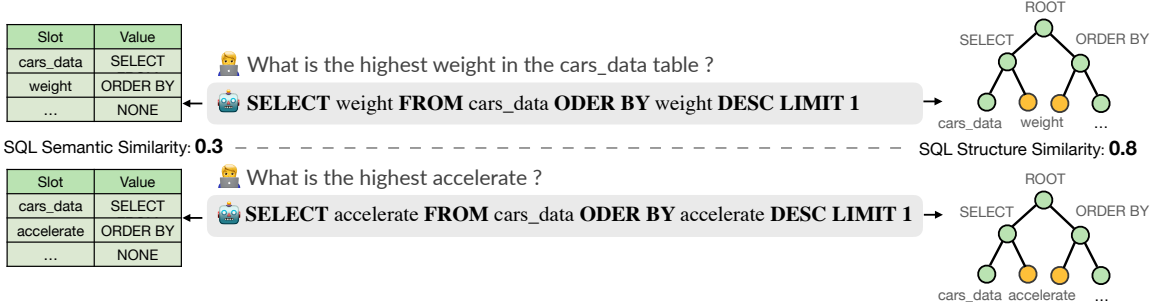 Slot Value
cars_data SELECT
weight ORDER BY
... NONE
What is the highest weight in the cars_data table ?
SELECT weight FROM cars_data ODER BY weight DESC LIMIT 1
ROOT
SELECT ORDER BY
cars_data weight ...
SQL Semantic Similarity: 0.3
SQL Structure Similarity: 0.8
Slot Value
cars_data SELECT
accelerate ORDER BY
... NONE
What is the highest accelerate ?
SELECT accelerate FROM cars_data ODER BY accelerate DESC LIMIT 1
ROOT
SELECT ORDER BY
cars_data accelerate ...